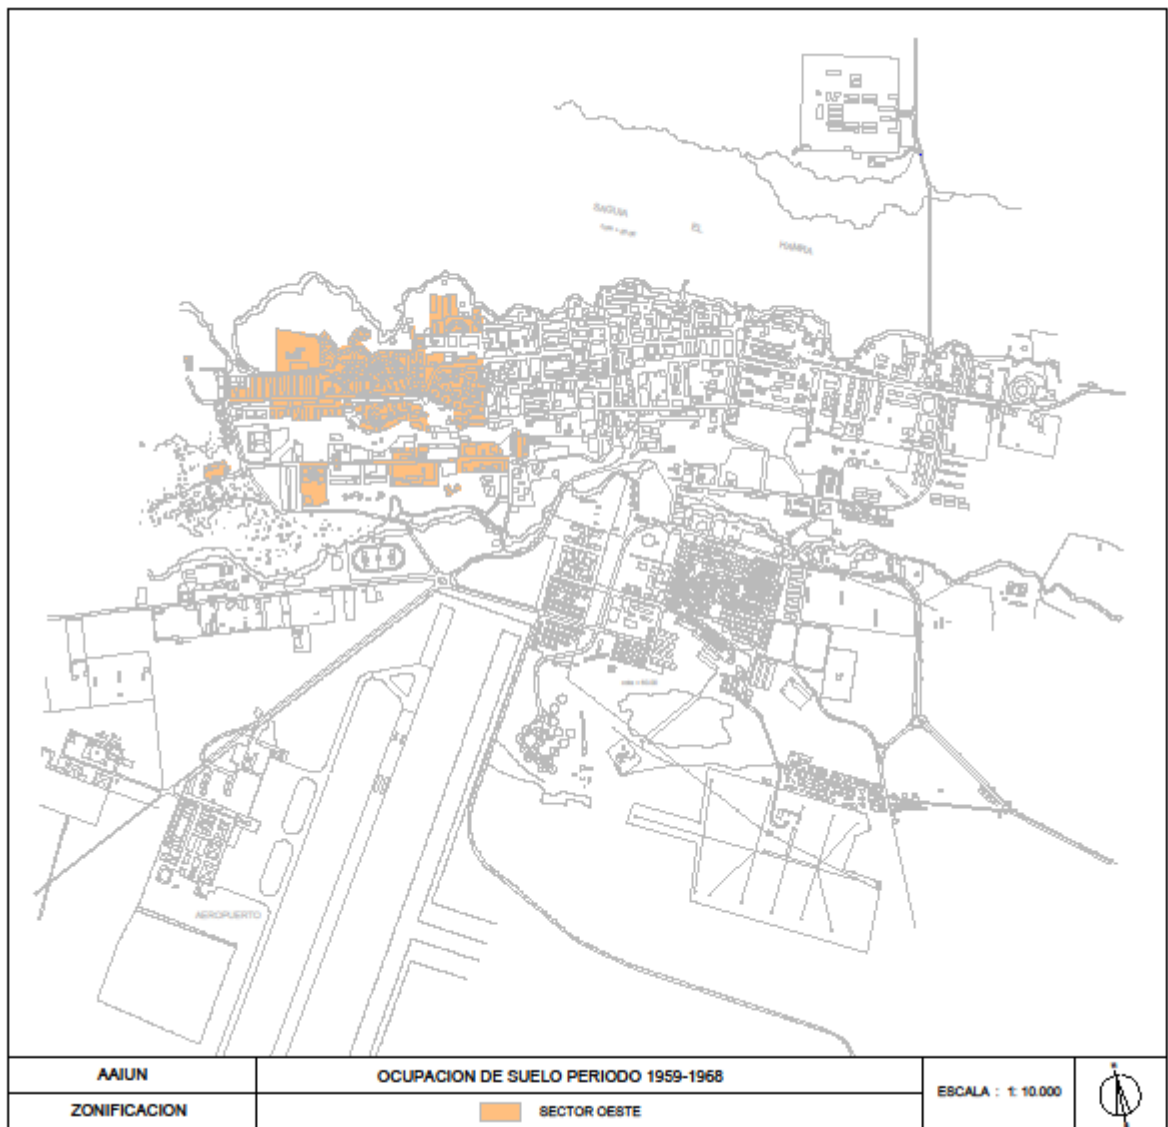 SAGUIA
EL
HAMRA
AEROPUERTO
AAIUN
OCUPACION DE SUELO PERIODO 1959-1968
ESCALA : 1: 10.000
ZONIFICACION
SECTOR OESTE